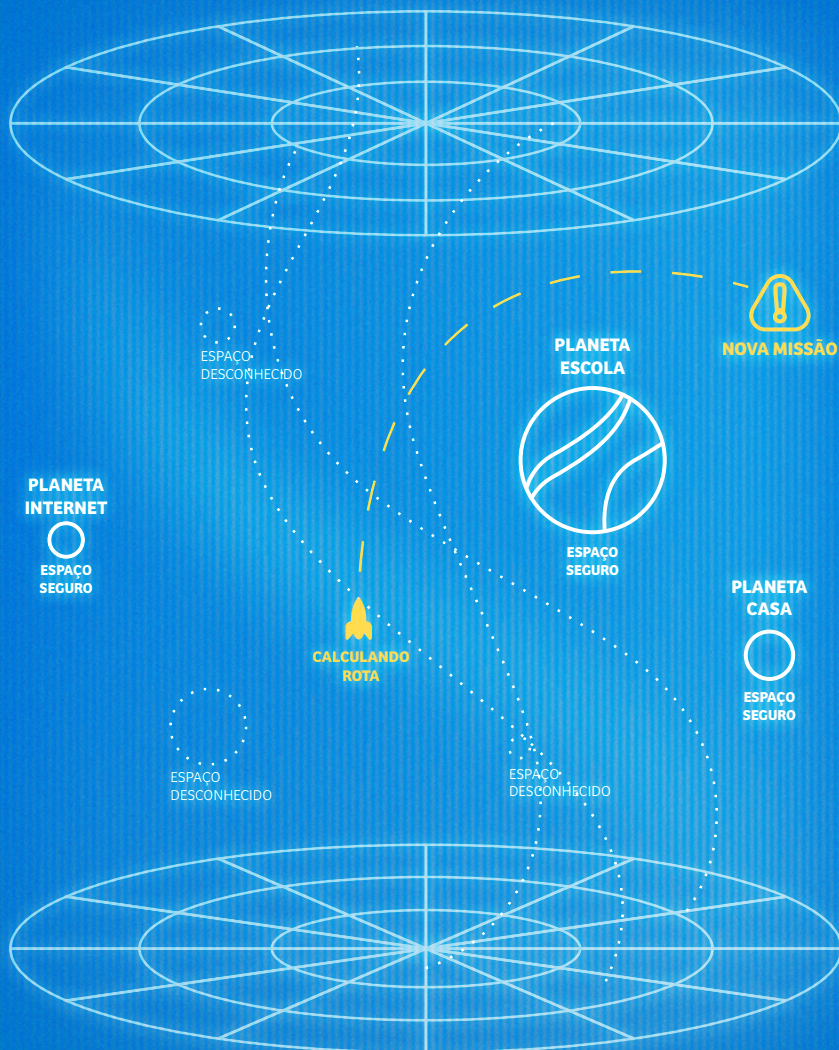 PLANETA
ESCOLA
NOVA MISSÃO
ESPAÇO
DESCONHECIDO
PLANETA
INTERNET
ESPAÇO
SEGURO
ESPAÇO
SEGURO
PLANETA
CASA
ESPAÇO
SEGURO
CALCULANDO
ROTA
ESPAÇO
DESCONHECIDO
ESPAÇO
DESCONHECIDO